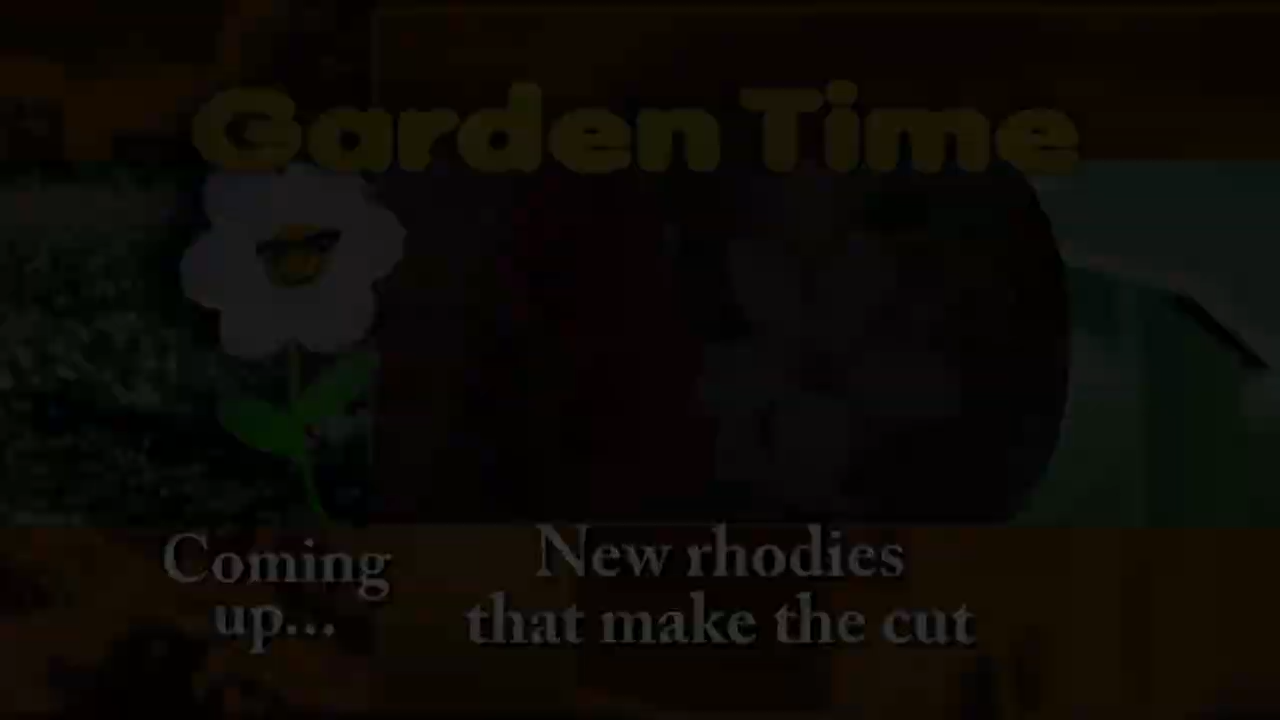 Garden Time
Coming
up...
New rhodies
that make the cut